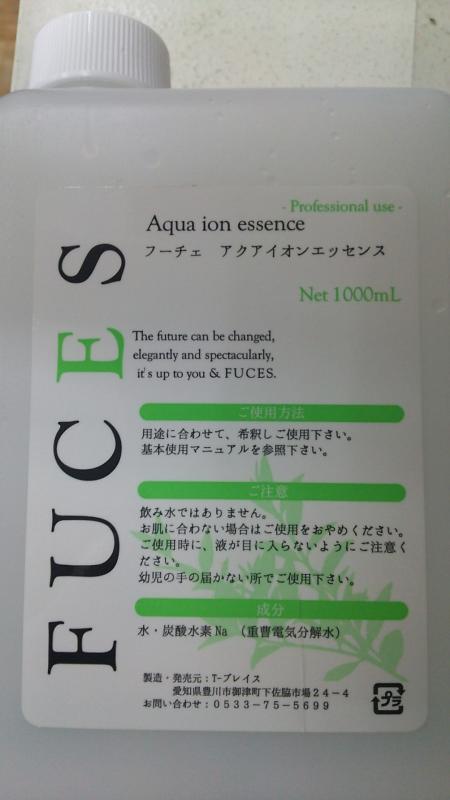 - Professional use -
Aqua ion essence
フーチェ　アクアイオンエッセンス
Net 1000mL
FUCES
The future can be changed,
elegantly and spectacularly,
it's up to you & FUCES.
ご使用方法
用途に合わせて、希釈しご使用下さい。
基本使用マニュアルを参照下さい。
ご注意
飲み水ではありません。
お肌に合わない場合はご使用をおやめください。
ご使用時に、液が目に入らないようにご注意く
ださい。
幼児の手の届かない所でご使用下さい。
成分
水・炭酸水素Na （重曹電気分解水）
製造・発売元：T-プレイス
愛知県豊川市御津町下佐脇市場２４－４
お問い合わせ：０５３３－７５－５６９９
プラ